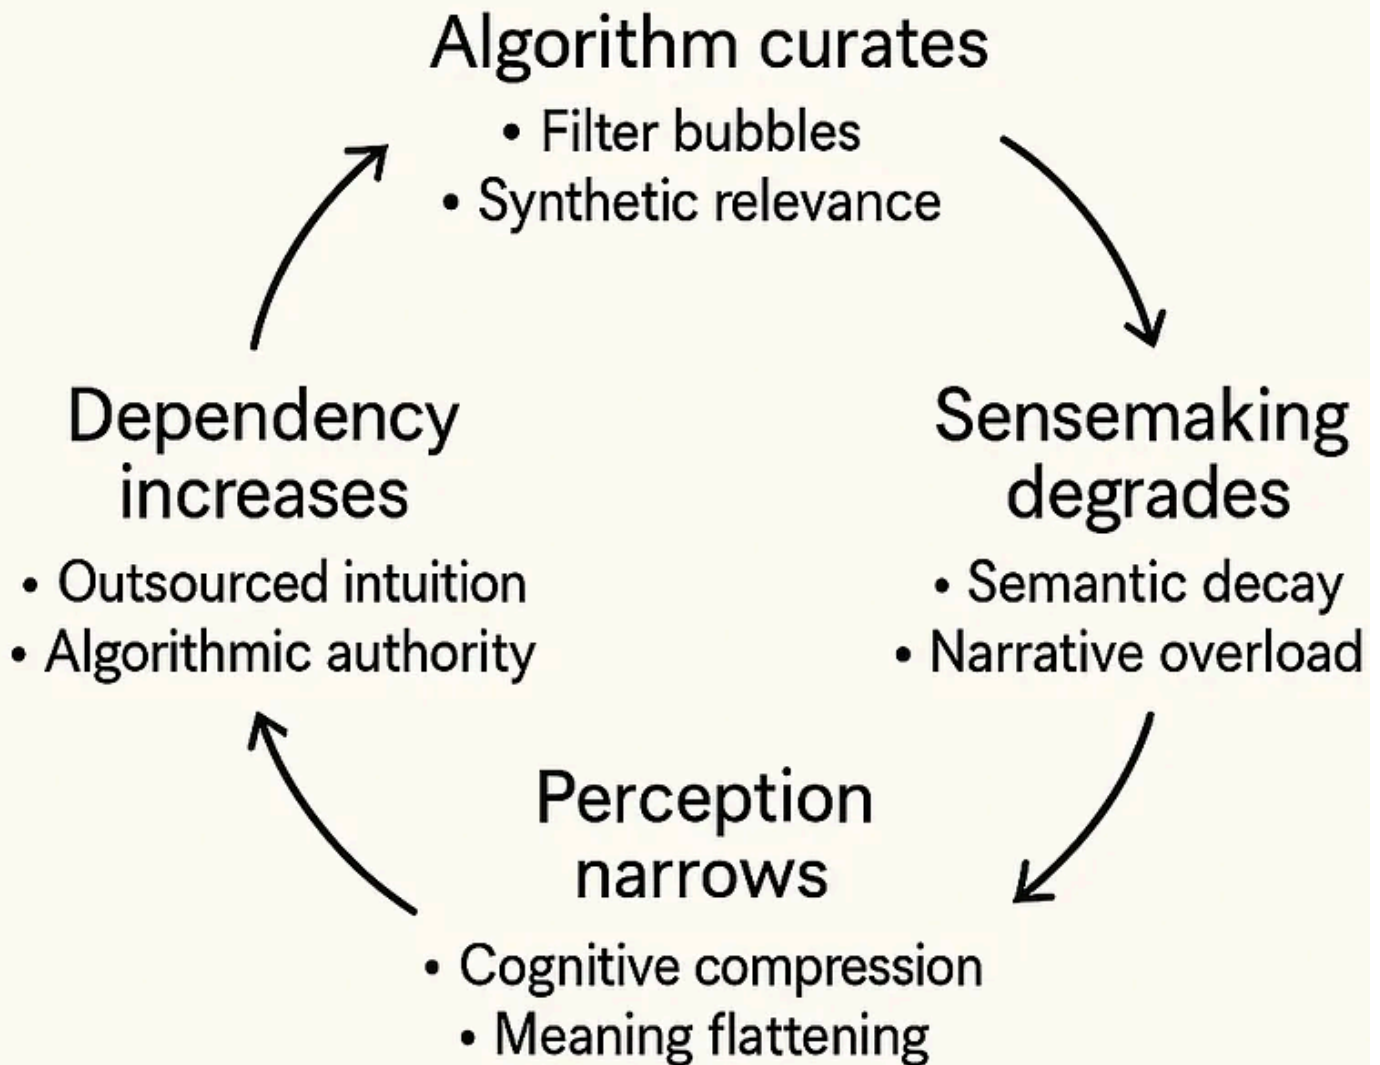 Algorithm curates
• Filter bubbles
• Synthetic relevance
Sensemaking
degrades
• Semantic decay
• Narrative overload
Perception
narrows
• Cognitive compression
• Meaning flattening
Dependency
increases
• Outsourced intuition
• Algorithmic authority